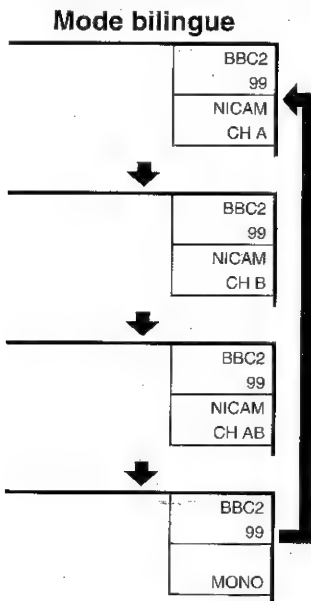 Mode bilingue
BBC2
99
NICAM
CH A
BBC2
99
NICAM
CH B
BBC2
99
NICAM
CH AB
BBC2
99
MONO